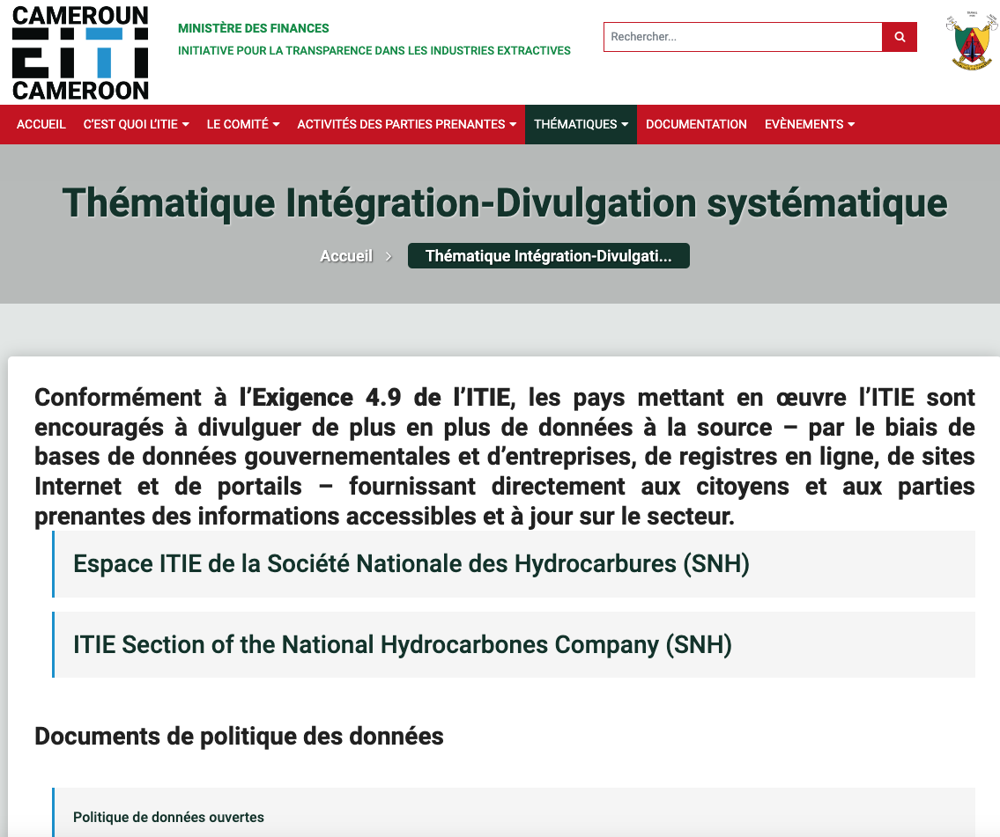 CAMEROUN
EITI
CAMEROON
MINISTÈRE DES FINANCES
INITIATIVE POUR LA TRANSPARENCE DANS LES INDUSTRIES EXTRACTIVES
Rechercher...
ACCUEIL C'EST QUOI L'ITIE LE COMITÉ ACTIVITÉS DES PARTIES PRENANTES THÉMATIQUES DOCUMENTATION EVÈNEMENTS
Thématique Intégration-Divulgation systématique
Accueil Thématique Intégration-Divulgati...
Conformément à l’Exigence 4.9 de l’ITIE, les pays mettant en œuvre l’ITIE sont
encouragés à divulguer de plus en plus de données à la source – par le biais de
bases de données gouvernementales et d’entreprises, de registres en ligne, de sites
Internet et de portails – fournissant directement aux citoyens et aux parties
prenantes des informations accessibles et à jour sur le secteur.
Espace ITIE de la Société Nationale des Hydrocarbures (SNH)
ITIE Section of the National Hydrocarbones Company (SNH)
Documents de politique des données
Politique de données ouvertes